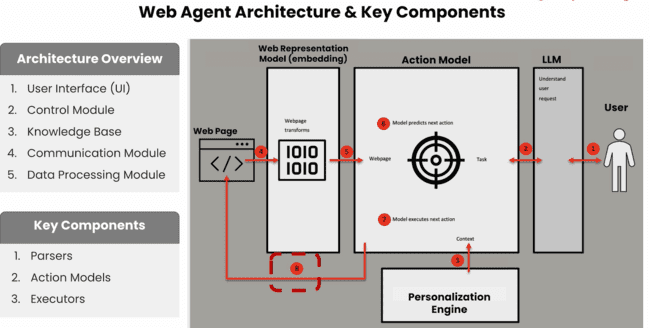 Web Agent Architecture & Key Components
Architecture Overview
1. User Interface (UI)
2. Control Module
3. Knowledge Base
4. Communication Module
5. Data Processing Module
Key Components
1. Parsers
2. Action Models
3. Executors
Web Page
</>
4
Web Representation
Model (embedding)
Webpage
transforms
1010
1010
5
Action Model
6 Model predicts next action
Webpage
Task
7 Model executes next action
Context
2
LLM
Understand
user
request
1
User
8
5
Personalization
Engine